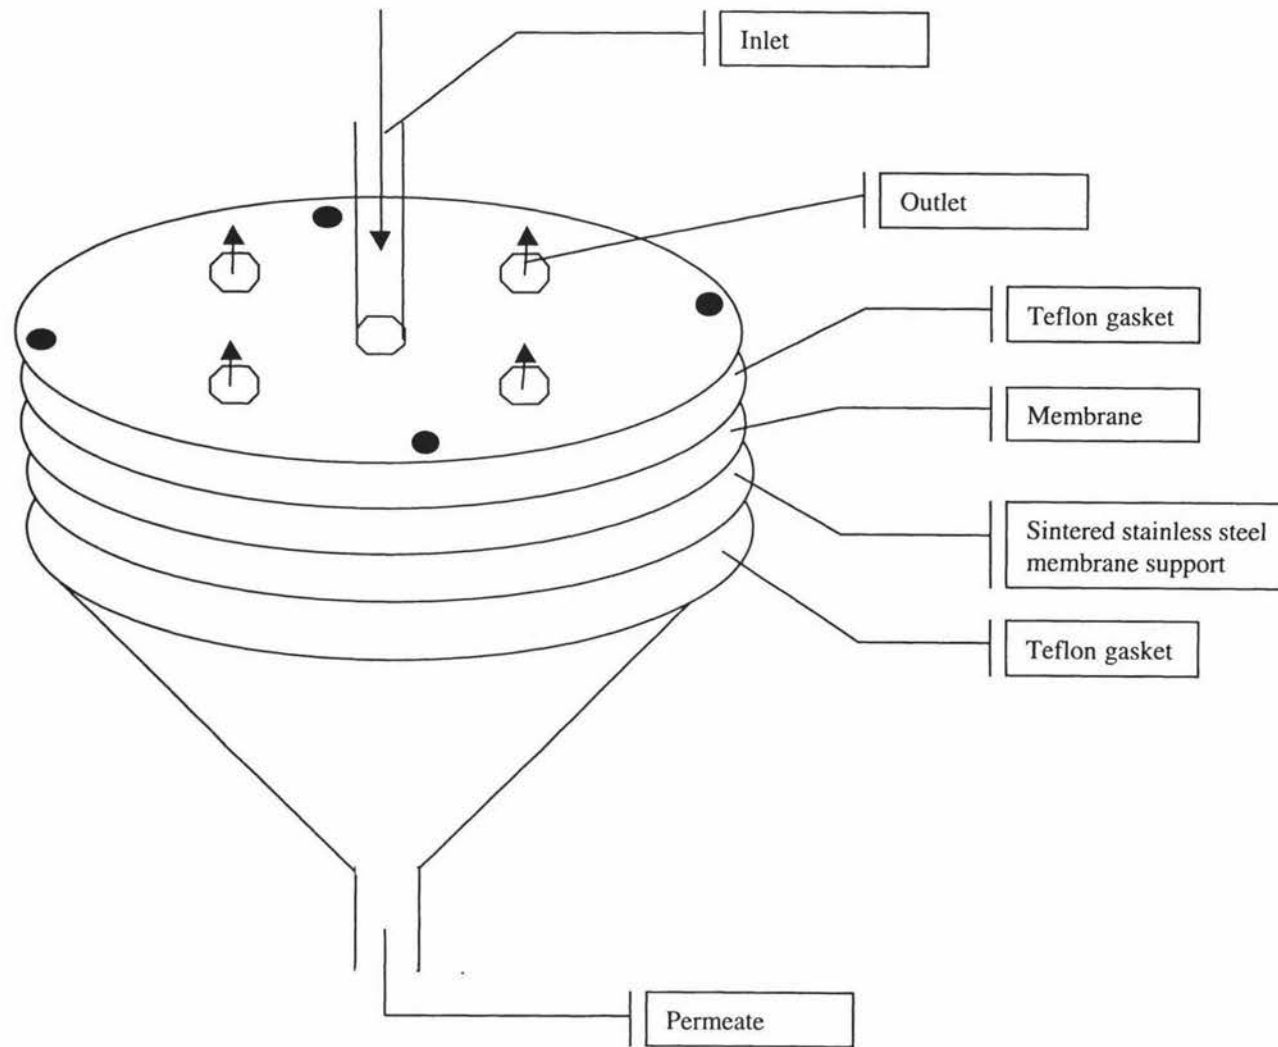 Inlet
Outlet
Teflon gasket
Membrane
Sintered stainless steel
membrane support
Teflon gasket
Permeate